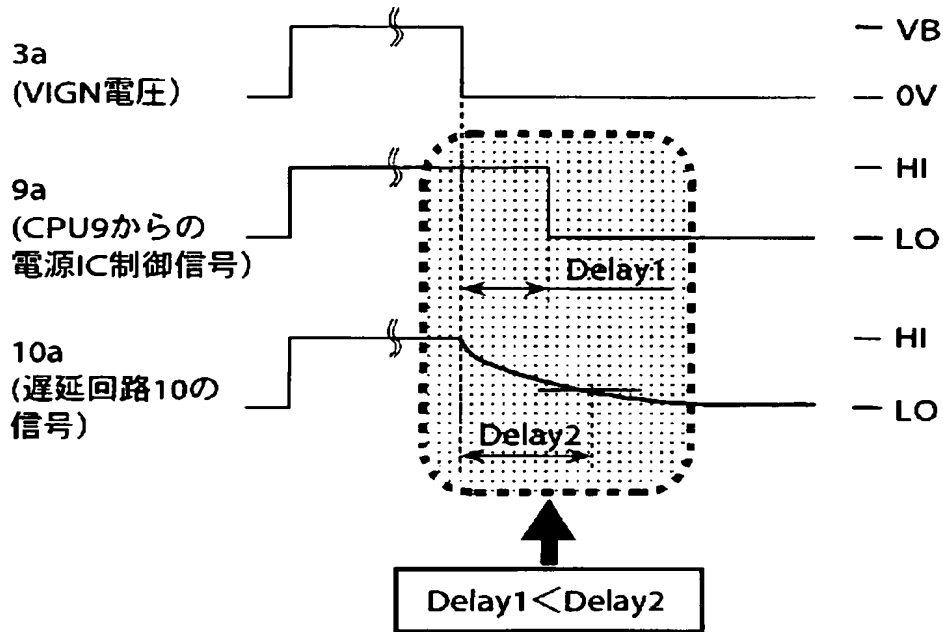 3a
(VIGN電圧)
VB
0V
9a
(CPU9からの
電源IC制御信号)
HI
LO
Delay1
10a
(遅延回路10の
信号)
HI
LO
Delay2
Delay1<Delay2